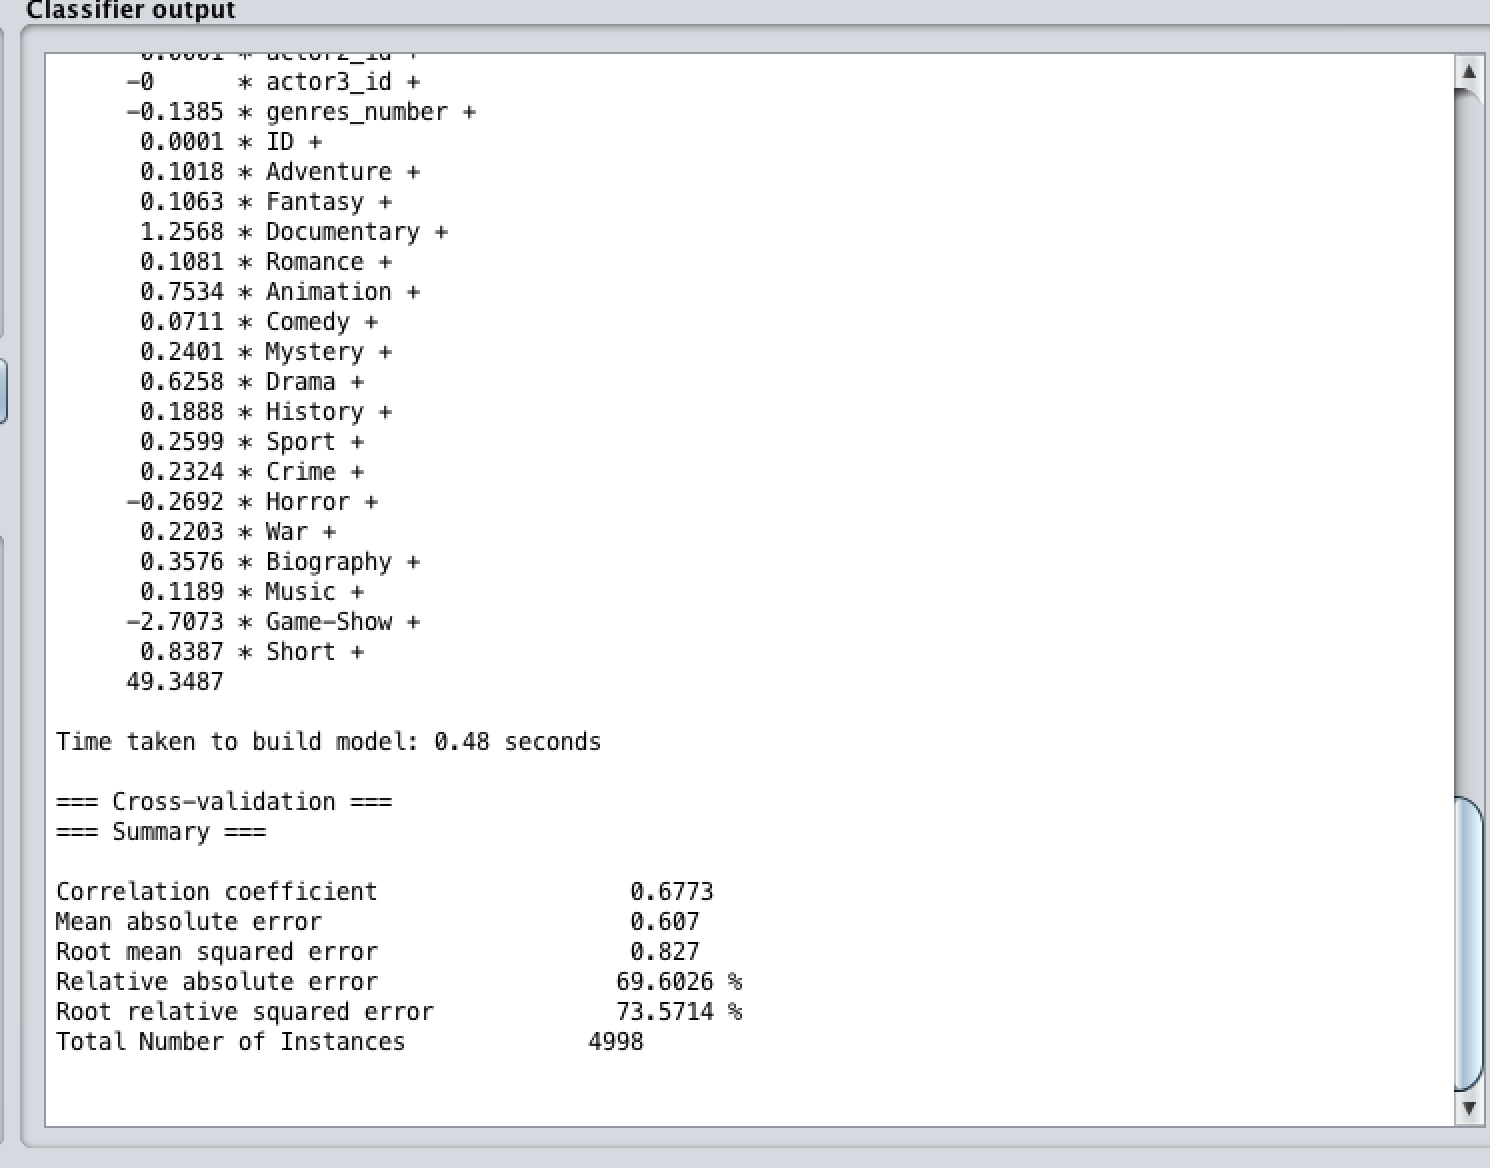 Classifier output
-0 * actor3_id +
-0.1385 * genres_number +
0.0001 * ID +
0.1018 * Adventure +
0.1063 * Fantasy +
1.2568 * Documentary +
0.1081 * Romance +
0.7534 * Animation +
0.0711 * Comedy +
0.2401 * Mystery +
0.6258 * Drama +
0.1888 * History +
0.2599 * Sport +
0.2324 * Crime +
-0.2692 * Horror +
0.2203 * War +
0.3576 * Biography +
0.1189 * Music +
-2.7073 * Game-Show +
0.8387 * Short +
49.3487
Time taken to build model: 0.48 seconds
=== Cross-validation ===
=== Summary ===
Correlation coefficient 0.6773
Mean absolute error 0.607
Root mean squared error 0.827
Relative absolute error 69.6026 %
Root relative squared error 73.5714 %
Total Number of Instances 4998